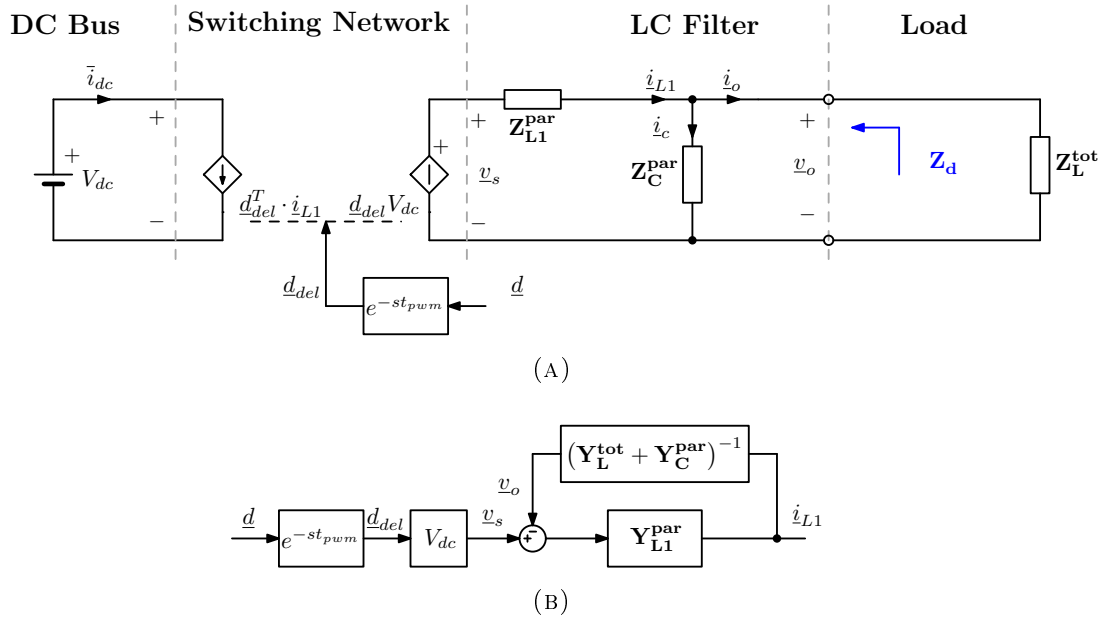 DC Bus Switching Network LC Filter Load
i̅_dc i_L1 i_o
+ + + +
Z_L1^par i_c
+ V_dc + v_s Z_C^par v_o Z_d Z_L^tot
d_del^T · i_L1 d_del V_dc
− − −
d_del e^{−st_pwm} d
(A)
(Y_L^tot + Y_C^par)^{−1}
v_o
d d_del v_s − i_L1
e^{−st_pwm} V_dc + Y_L1^par
(B)